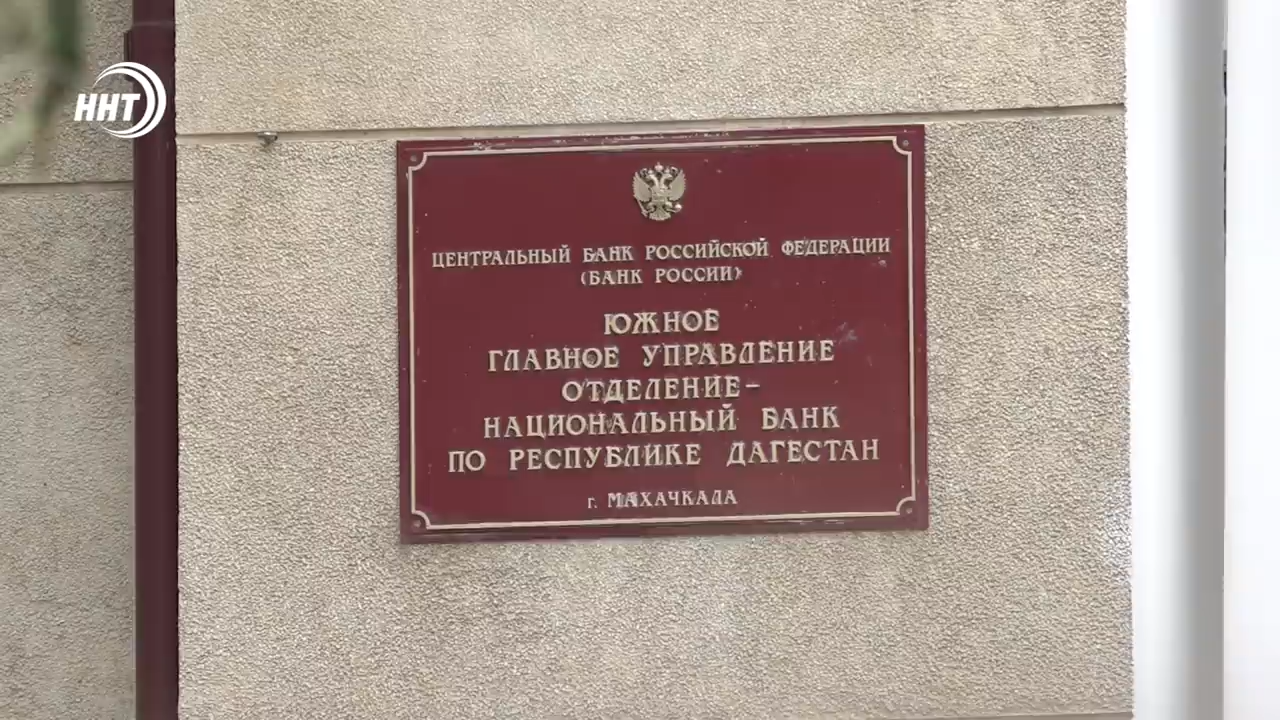 ННТ
ЦЕНТРАЛЬНЫЙ БАНК РОССИЙСКОЙ ФЕДЕРАЦИИ
(БАНК РОССИИ)
ЮЖНОЕ
ГЛАВНОЕ УПРАВЛЕНИЕ
ОТДЕЛЕНИЕ–
НАЦИОНАЛЬНЫЙ БАНК
ПО РЕСПУБЛИКЕ ДАГЕСТАН
г. МАХАЧКАЛА